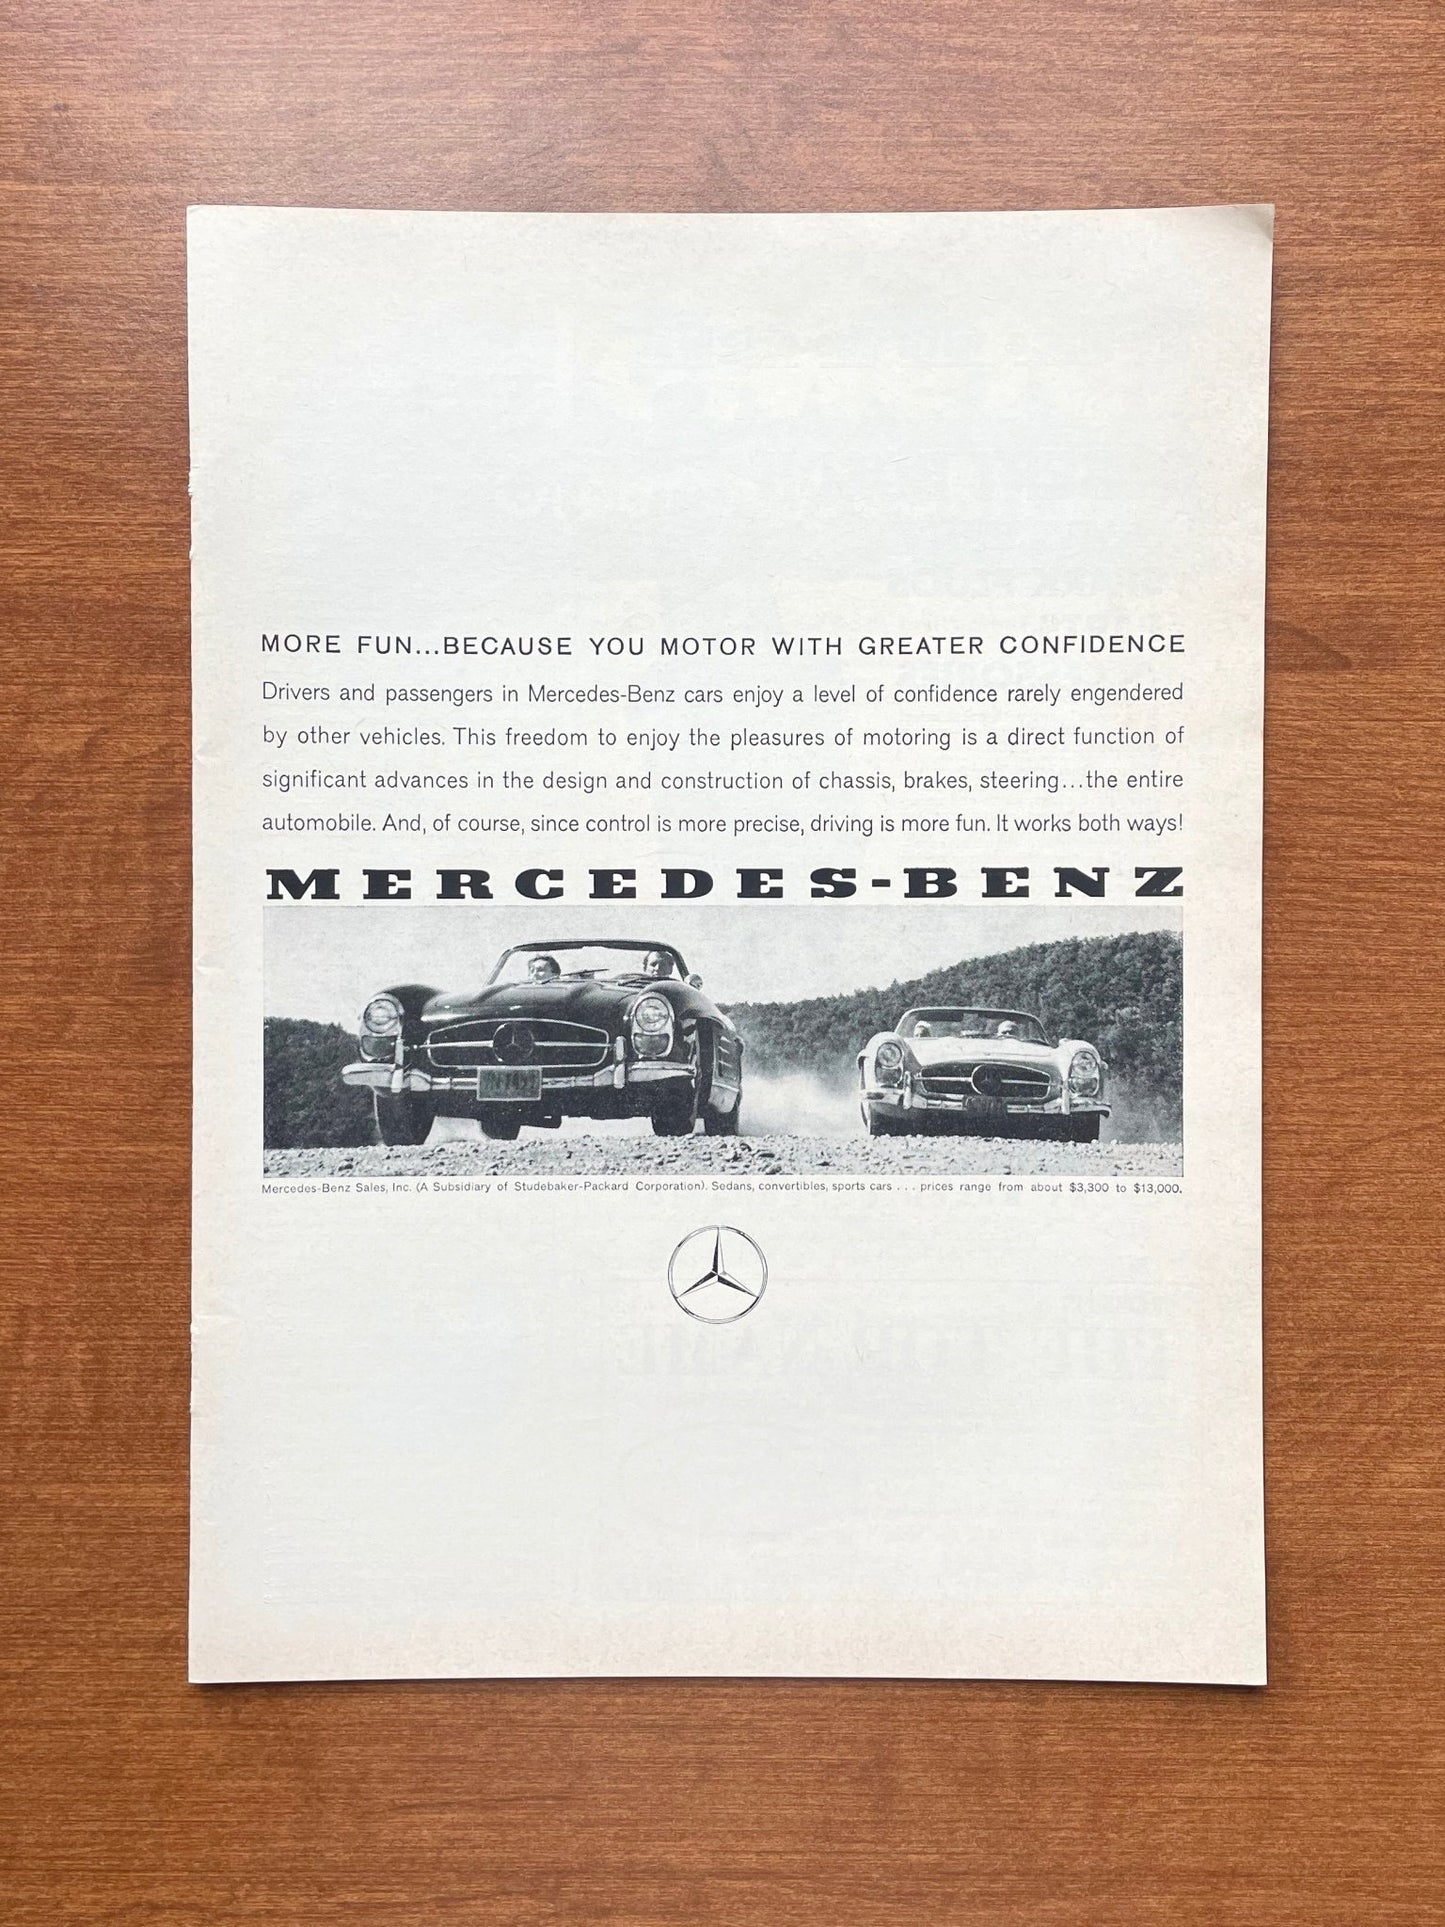 MORE FUN...BECAUSE YOU MOTOR WITH GREATER CONFIDENCE
Drivers and passengers in Mercedes-Benz cars enjoy a level of confidence rarely engendered
by other vehicles. This freedom to enjoy the pleasures of motoring is a direct function of
significant advances in the design and construction of chassis, brakes, steering...the entire
automobile. And, of course, since control is more precise, driving is more fun. It works both ways!
MERCEDES-BENZ
Mercedes-Benz Sales, Inc. (A Subsidiary of Studebaker-Packard Corporation). Sedans, convertibles, sports cars . . . prices range from about $3,300 to $13,000.